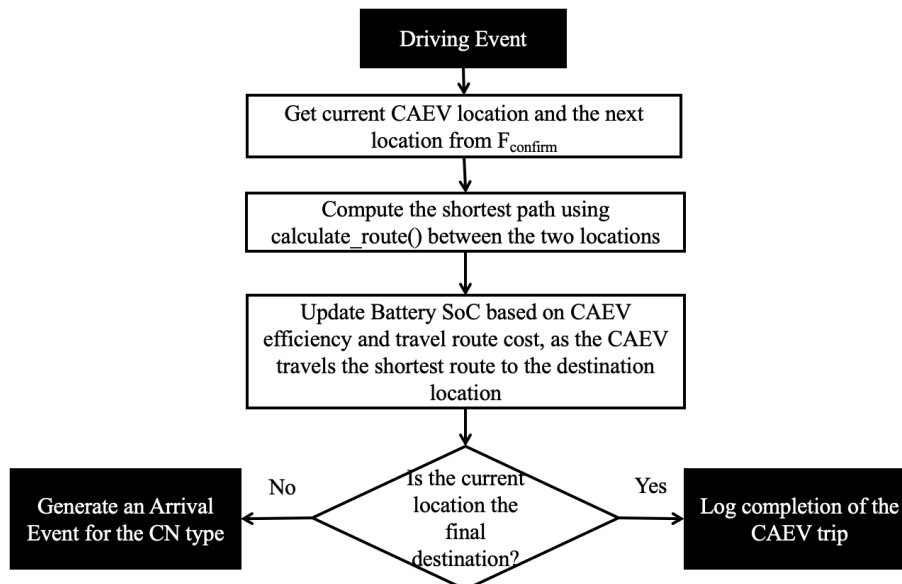 Driving Event
Get current CAEV location and the next
location from Fconfirm
Compute the shortest path using
calculate_route() between the two locations
Update Battery SoC based on CAEV
efficiency and travel route cost, as the CAEV
travels the shortest route to the destination
location
No
Is the current
location the
final
destination?
Yes
Generate an Arrival
Event for the CN type
Log completion of the
CAEV trip